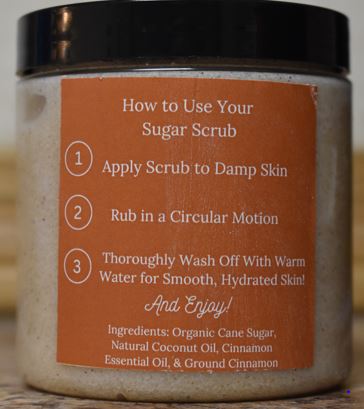 How to Use Your
Sugar Scrub
1 Apply Scrub to Damp Skin
2 Rub in a Circular Motion
3 Thoroughly Wash Off With Warm
Water for Smooth, Hydrated Skin!
And Enjoy!
Ingredients: Organic Cane Sugar,
Natural Coconut Oil, Cinnamon
Essential Oil, & Ground Cinnamon